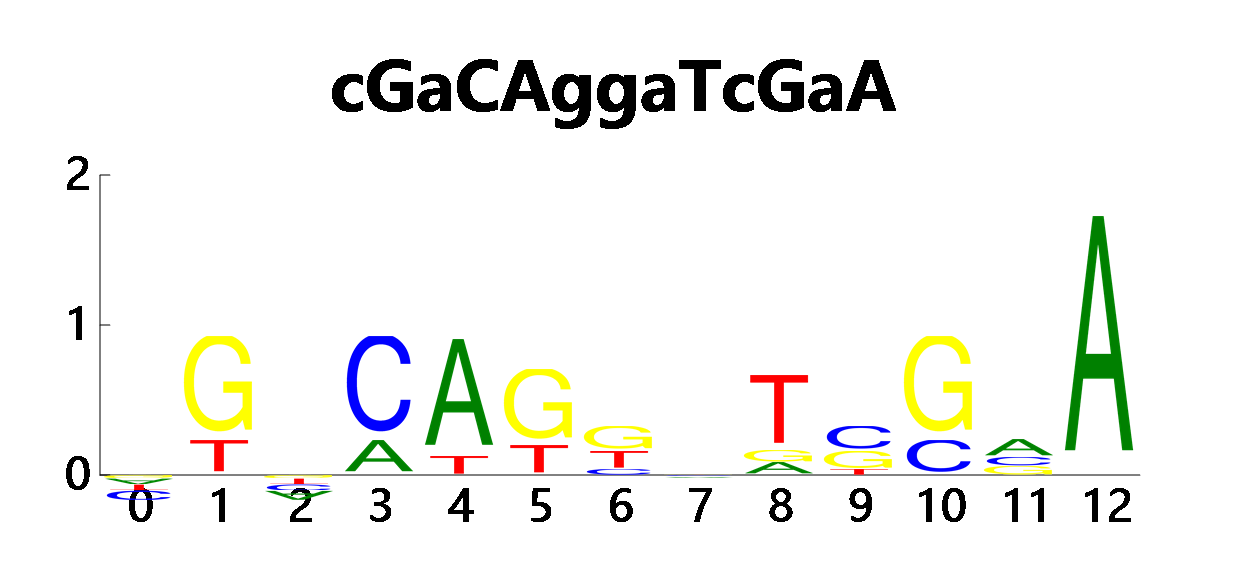 cGaCAggaTcGaA
2
1
0
G C A G G T C G A A
T A T T T G G C C
C A T G
0 1 2 3 4 5 6 7 8 9 10 11 12